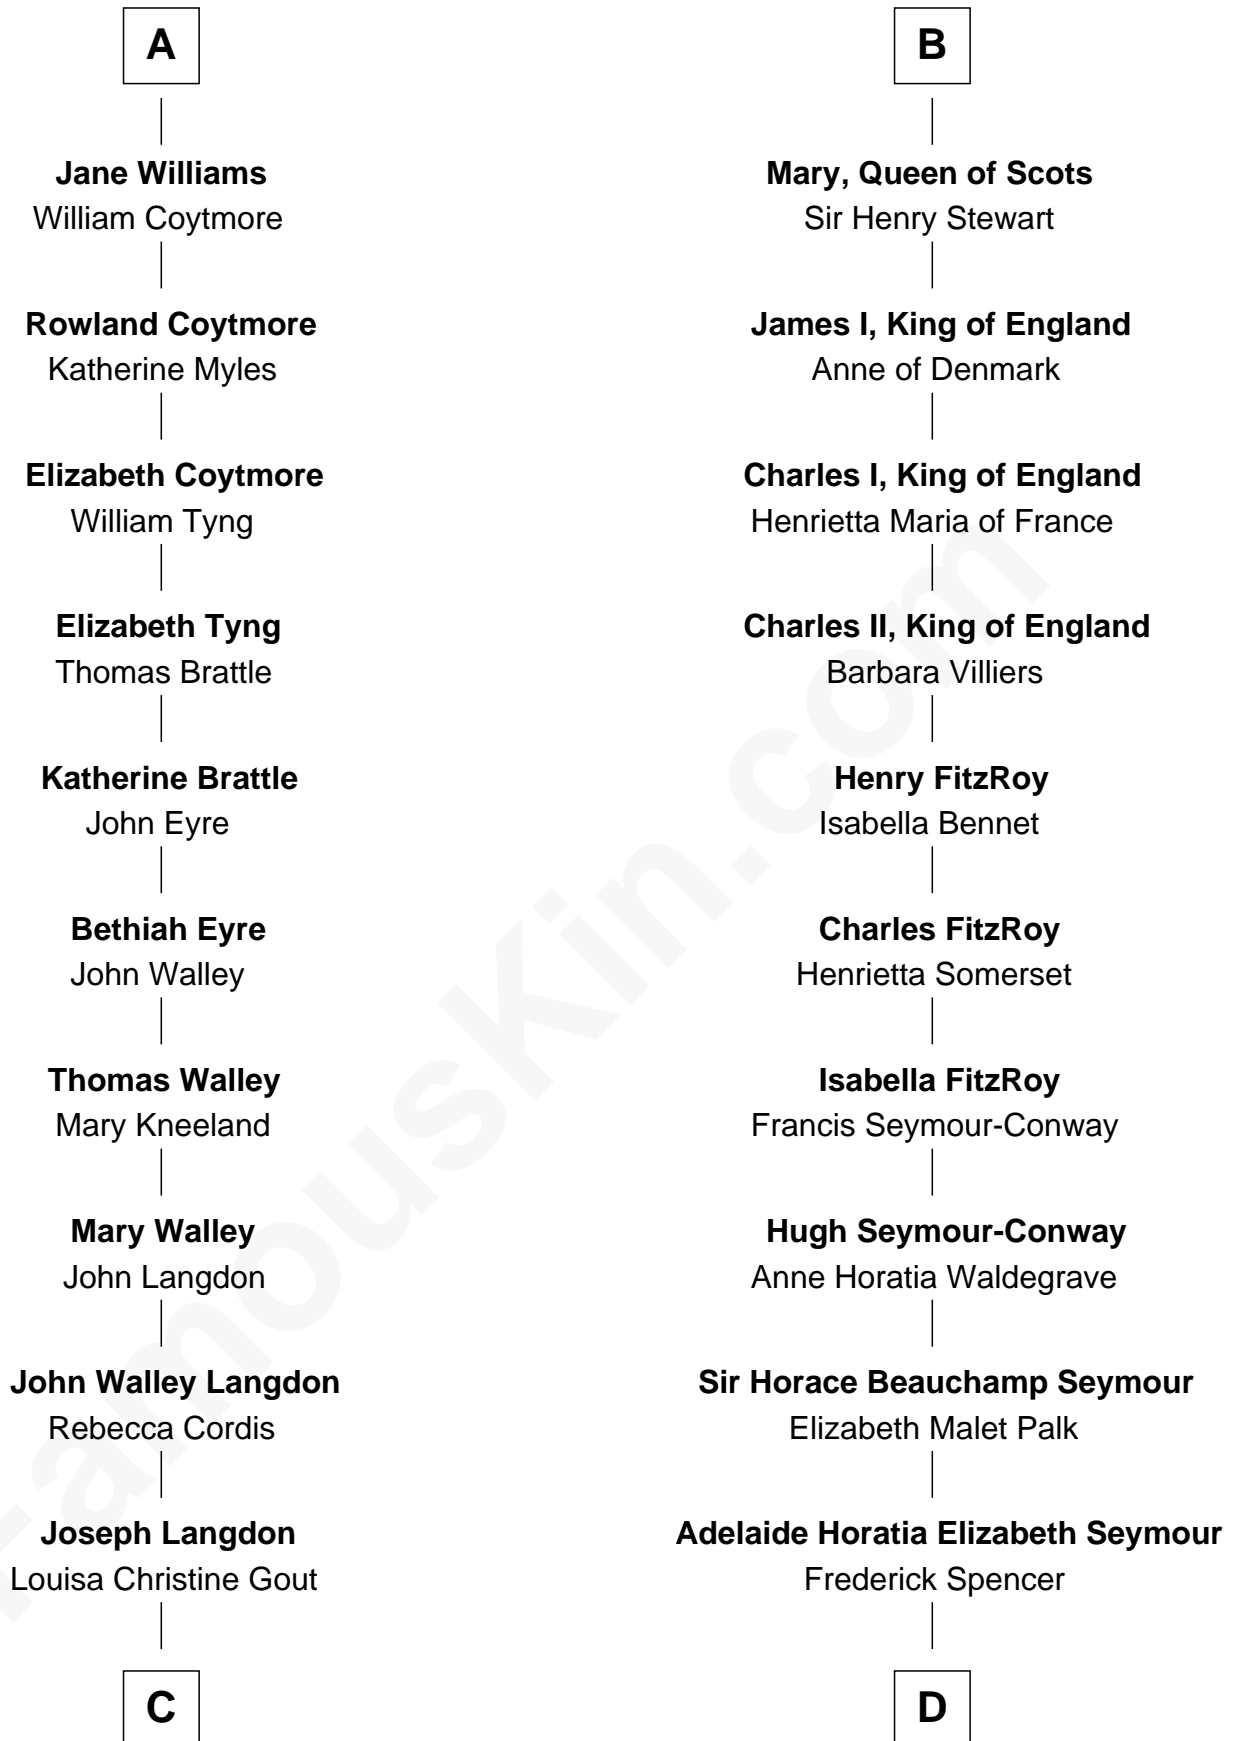 A
Jane Williams
William Coytmore
Rowland Coytmore
Katherine Myles
Elizabeth Coytmore
William Tyng
Elizabeth Tyng
Thomas Brattle
Katherine Brattle
John Eyre
Bethiah Eyre
John Walley
Thomas Walley
Mary Kneeland
Mary Walley
John Langdon
John Walley Langdon
Rebecca Cordis
Joseph Langdon
Louisa Christine Gout
C
B
Mary, Queen of Scots
Sir Henry Stewart
James I, King of England
Anne of Denmark
Charles I, King of England
Henrietta Maria of France
Charles II, King of England
Barbara Villiers
Henry FitzRoy
Isabella Bennet
Charles FitzRoy
Henrietta Somerset
Isabella FitzRoy
Francis Seymour-Conway
Hugh Seymour-Conway
Anne Horatia Waldegrave
Sir Horace Beauchamp Seymour
Elizabeth Malet Palk
Adelaide Horatia Elizabeth Seymour
Frederick Spencer
D
FamousKin.com